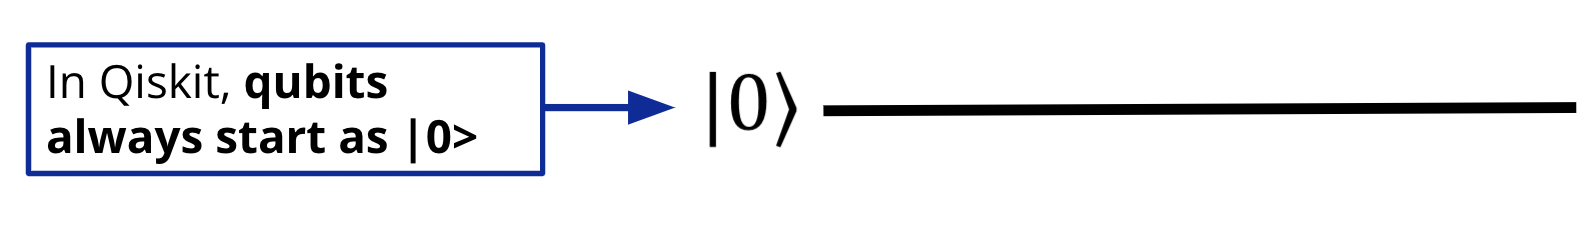 In Qiskit, qubits
always start as |0>
|0⟩